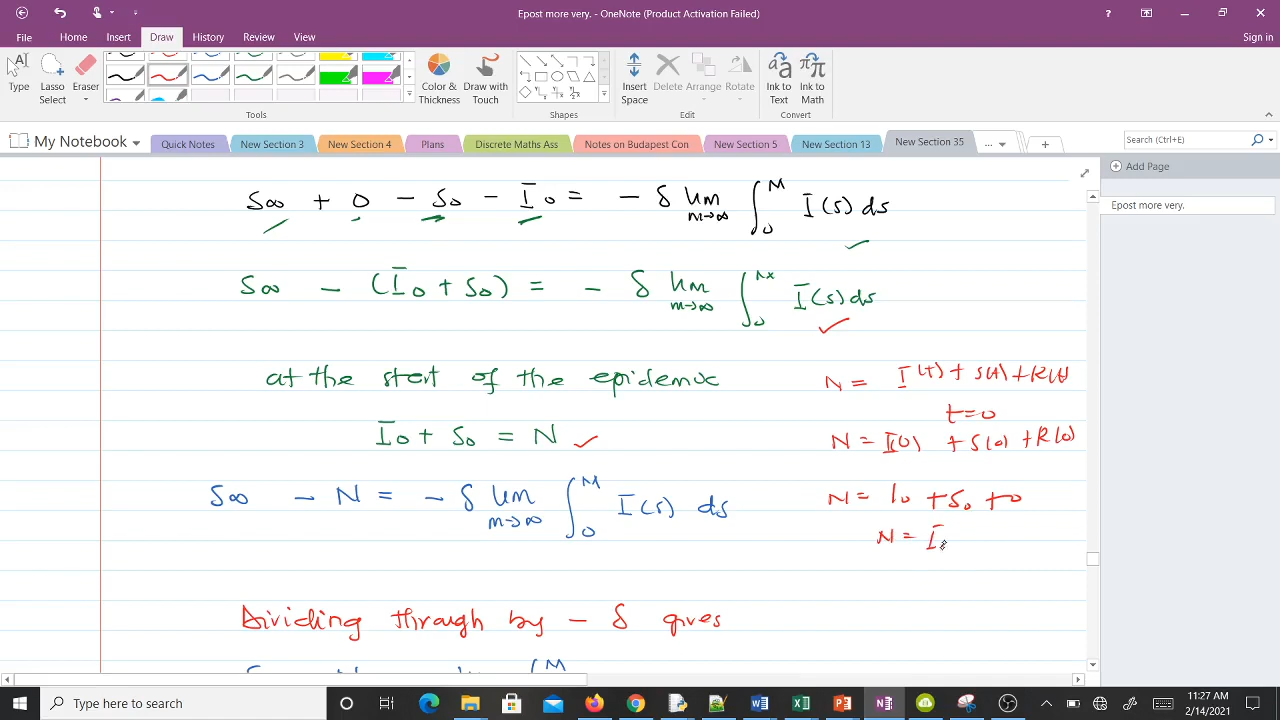 Epost more very. - OneNote (Product Activation Failed)
File Home Insert Draw History Review View Sign in
Type Lasso Select Eraser Color & Thickness Draw with Touch Insert Space Delete Arrange Rotate Ink to Text Ink to Math
Tools Shapes Edit Convert
My Notebook Quick Notes New Section 3 New Section 4 Plans Discrete Maths Ass Notes on Budapest Con New Section 5 New Section 13 New Section 35 ... + Search (Ctrl+E)
Add Page
Epost more very.
S∞ + 0 - S0 - I0 = - δ lim m→∞ ∫0^M I(s) ds
S∞ - (I0 + S0) = - δ lim m→∞ ∫0^M I(s) ds
at the start of the epidemic
N = I(t) + S(t) + R(t)
t=0
I0 + S0 = N
N = I(0) + S(0) + R(0)
S∞ - N = - δ lim m→∞ ∫0^M I(s) ds
N = I0 + S0 + 0
N = I
Dividing through by - δ gives
Type here to search
11:27 AM
2/14/2021